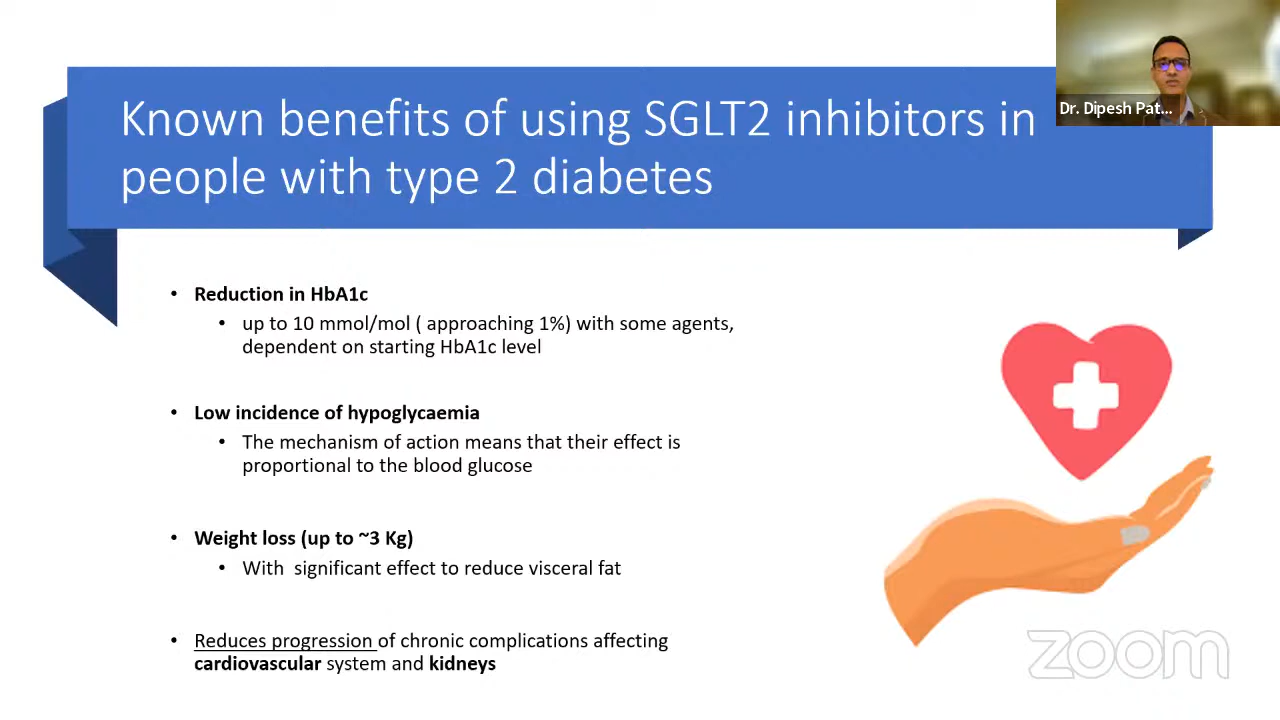 Dr. Dipesh Pat...
Known benefits of using SGLT2 inhibitors in
people with type 2 diabetes
• Reduction in HbA1c
• up to 10 mmol/mol ( approaching 1%) with some agents,
dependent on starting HbA1c level
• Low incidence of hypoglycaemia
• The mechanism of action means that their effect is
proportional to the blood glucose
• Weight loss (up to ~3 Kg)
• With  significant effect to reduce visceral fat
• Reduces progression of chronic complications affecting
cardiovascular system and kidneys
zoom